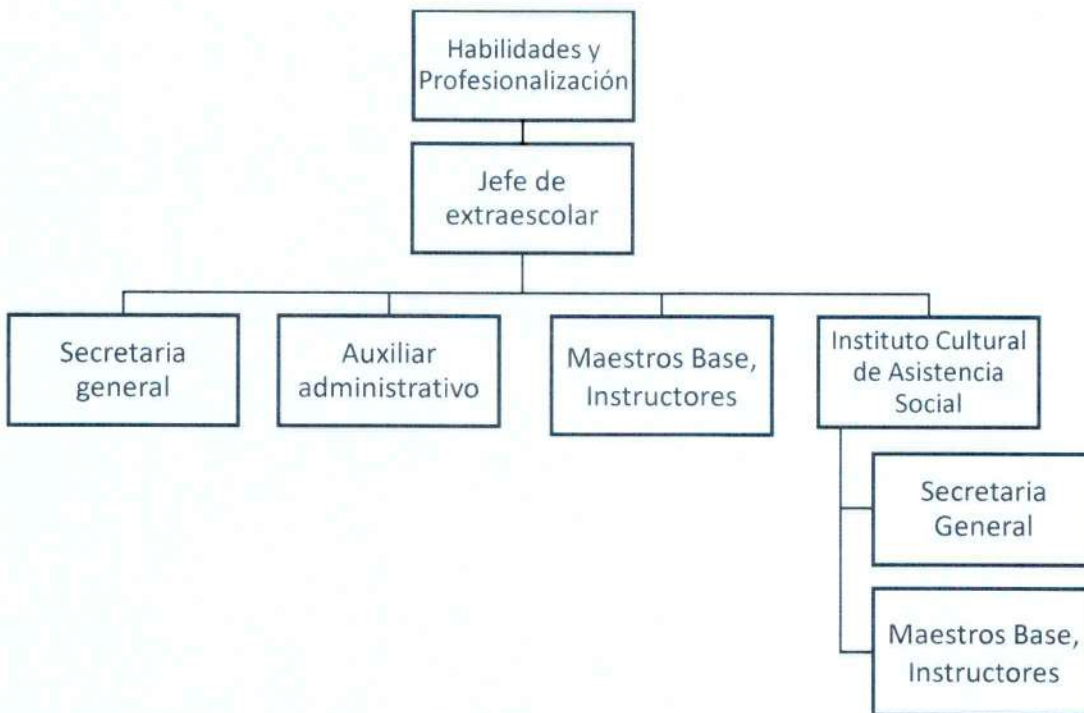 Habilidades y
Profesionalización
Jefe de
extraescolar
Secretaria
general
Auxiliar
administrativo
Maestros Base,
Instructores
Instituto Cultural
de Asistencia
Social
Secretaria
General
Maestros Base,
Instructores